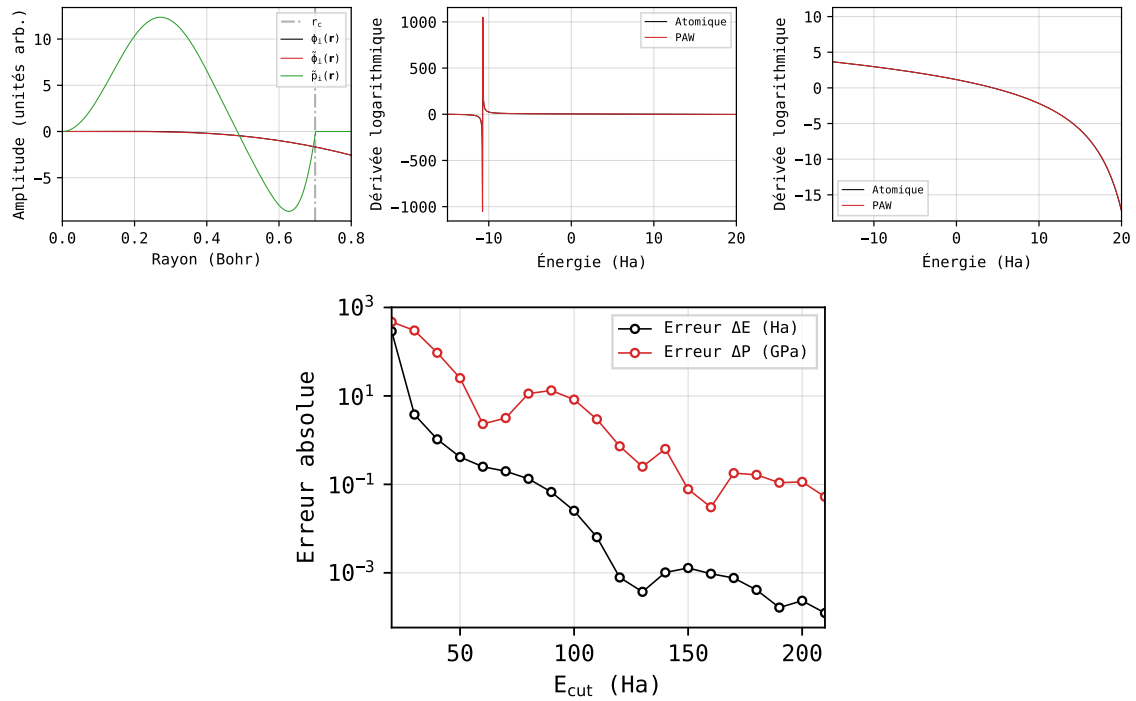 Amplitude (unités arb.)
10
5
0
−5
0.0 0.2 0.4 0.6 0.8
Rayon (Bohr)
r_c
ϕ_i(r)
ϕ̃_i(r)
p̃_i(r)
Dérivée logarithmique
1000
500
0
−500
−1000
−10 0 10 20
Énergie (Ha)
Atomique
PAW
Dérivée logarithmique
10
5
0
−5
−10
−15
−10 0 10 20
Énergie (Ha)
Atomique
PAW
Erreur absolue
10^3
10^1
10^−1
10^−3
50 100 150 200
E_cut (Ha)
Erreur ΔE (Ha)
Erreur ΔP (GPa)